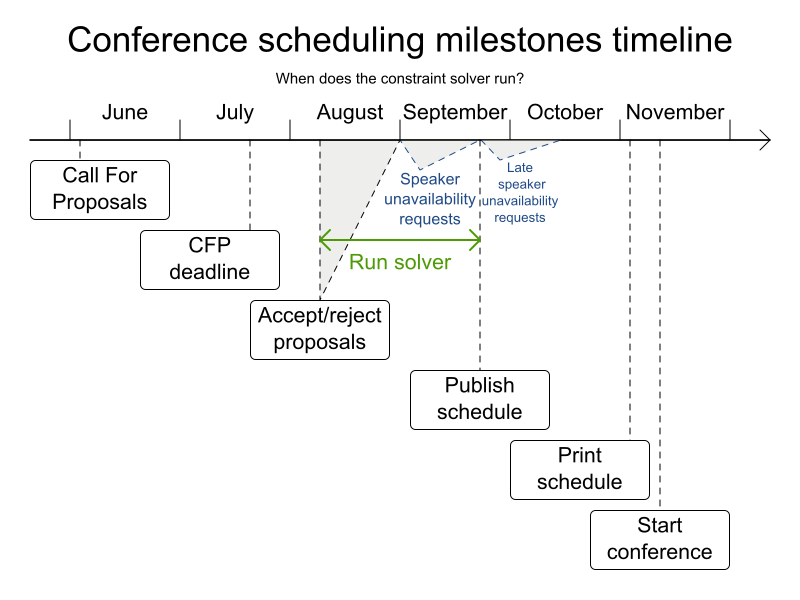 Conference scheduling milestones timeline
When does the constraint solver run?
June July August September October November
Call For
Proposals
CFP
deadline
Accept/reject
proposals
Speaker
unavailability
requests
Late
speaker
unavailability
requests
Run solver
Publish
schedule
Print
schedule
Start
conference